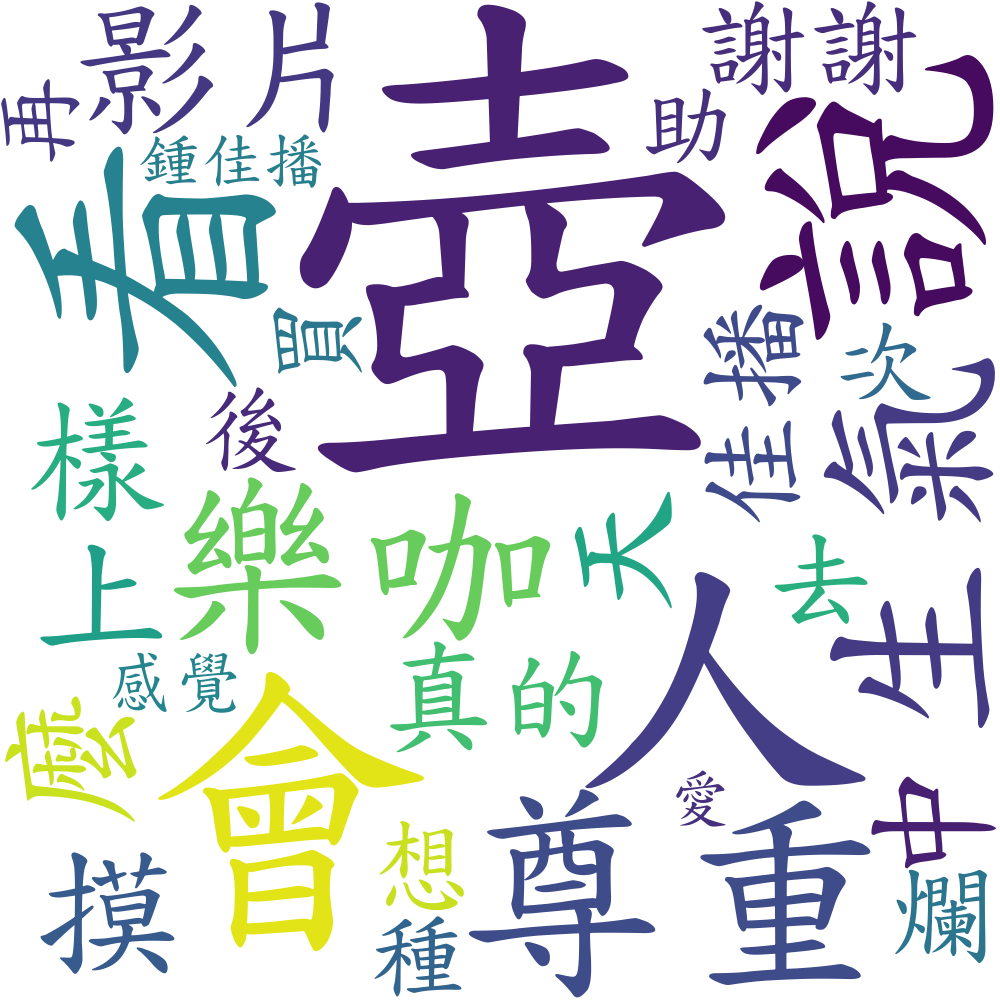 影片
謝謝
壺
說
再
助
鍾佳播
看
買
佳播
次
樣
後
氣
樂咖
天
上
去
人
生
真的
感覺
會
麼
尊重
愛
中
摸
想
種
爛